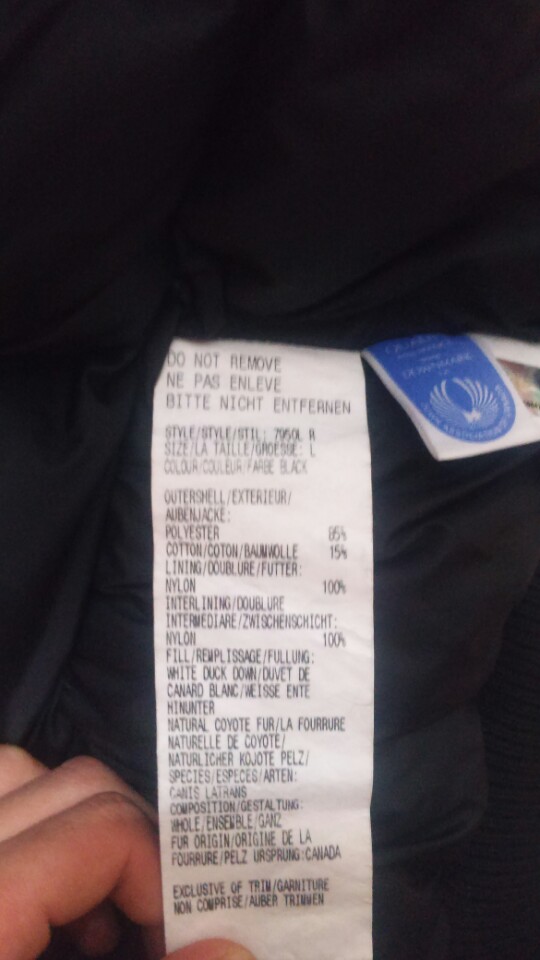 DO NOT REMOVE
NE PAS ENLEVE
BITTE NICHT ENTFERNEN
STYLE/STYLE/STIL: 7950L R
SIZE/LA TAILLE/GROESSE: L
COLOUR/COULEUR/FARBE BLACK
OUTERSHELL/EXTERIEUR/
AUBENJACKE:
POLYESTER 85%
COTTON/COTON/BAUMWOLLE 15%
LINING/DOUBLURE/FUTTER:
NYLON 100%
INTERLINING/DOUBLURE
INTERMEDIARE/ZWISCHENSCHICHT:
NYLON 100%
FILL/REMPLISSAGE/FULLUNG:
WHITE DUCK DOWN/DUVET DE
CANARD BLANC/WEISSE ENTE
HINUNTER
NATURAL COYOTE FUR/LA FOURRURE
NATURELLE DE COYOTE/
NATURLICHER KOJOTE PELZ/
SPECIES/ESPECES/ARTEN:
CANIS LATRANS
COMPOSITION/GESTALTUNG:
WHOLE/ENSEMBLE/GANZ
FUR ORIGIN/ORIGINE DE LA
FOURRURE/PELZ URSPRUNG:CANADA
EXCLUSIVE OF TRIM/GARNITURE
NON COMPRISE/AUBER TRIMMEN